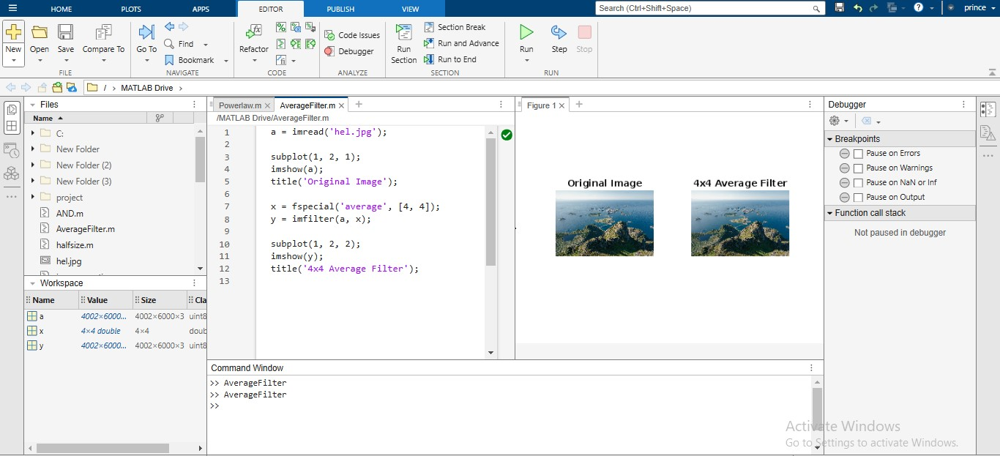 HOME PLOTS APPS EDITOR PUBLISH VIEW Search (Ctrl+Shift+Space) prince
New Open Save Compare To
FILE
Go To Find Bookmark
NAVIGATE
Refactor
CODE
Code Issues
Debugger
ANALYZE
Run Section
Section Break
Run and Advance
Run to End
SECTION
Run Step Stop
RUN
/ > MATLAB Drive >
Files
Name
C:
New Folder
New Folder (2)
New Folder (3)
project
AND.m
AverageFilter.m
halfsize.m
hel.jpg
Workspace
Name Value Size Cla
a 4002×6000... 4002×6000×3 uint8
x 4×4 double 4×4 doub
y 4002×6000... 4002×6000×3 uint8
Powerlaw.m AverageFilter.m
/MATLAB Drive/AverageFilter.m
1 a = imread('hel.jpg');
2
3 subplot(1, 2, 1);
4 imshow(a);
5 title('Original Image');
6
7 x = fspecial('average', [4, 4]);
8 y = imfilter(a, x);
9
10 subplot(1, 2, 2);
11 imshow(y);
12 title('4x4 Average Filter');
13
Figure 1
Original Image 4x4 Average Filter
Command Window
>> AverageFilter
>> AverageFilter
>>
Debugger
Breakpoints
Pause on Errors
Pause on Warnings
Pause on NaN or Inf
Pause on Output
Function call stack
Not paused in debugger
Activate Windows
Go to Settings to activate Windows.